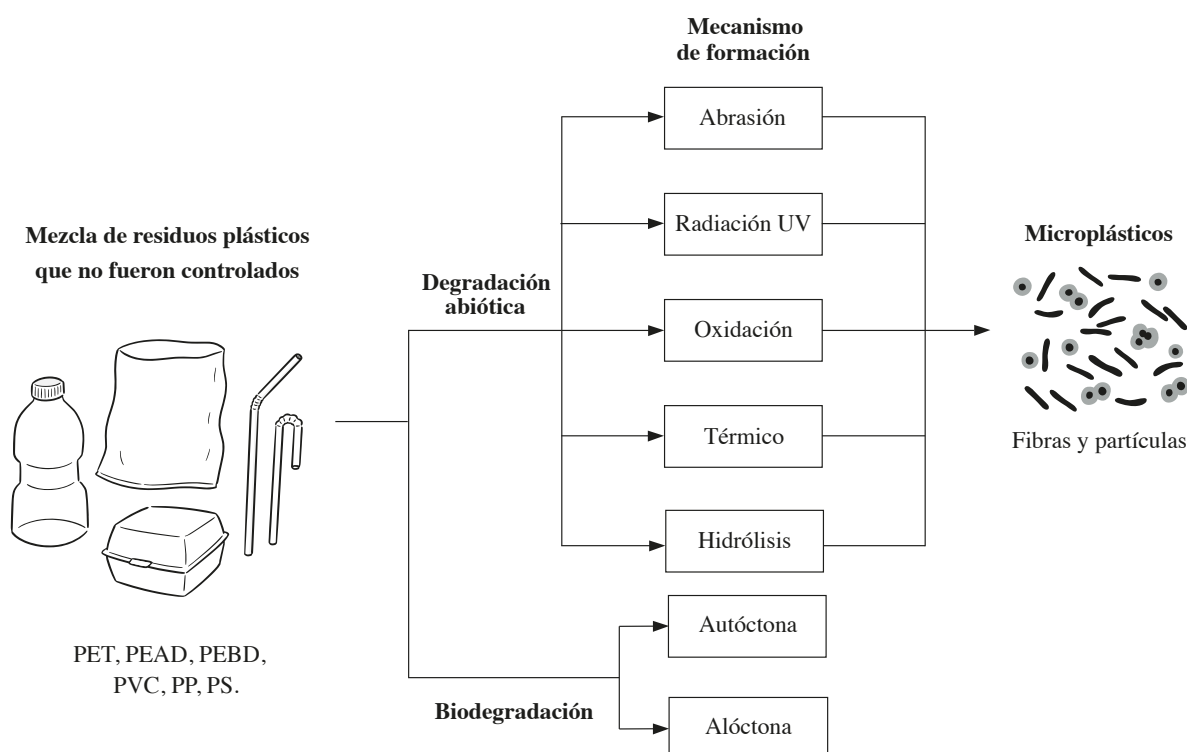 Mecanismo
de formación
Abrasión
Radiación UV
Mezcla de residuos plásticos
que no fueron controlados
Microplásticos
Degradación
abiótica
Oxidación
Térmico
Fibras y partículas
Hidrólisis
Autóctona
PET, PEAD, PEBD,
PVC, PP, PS.
Biodegradación
Alóctona